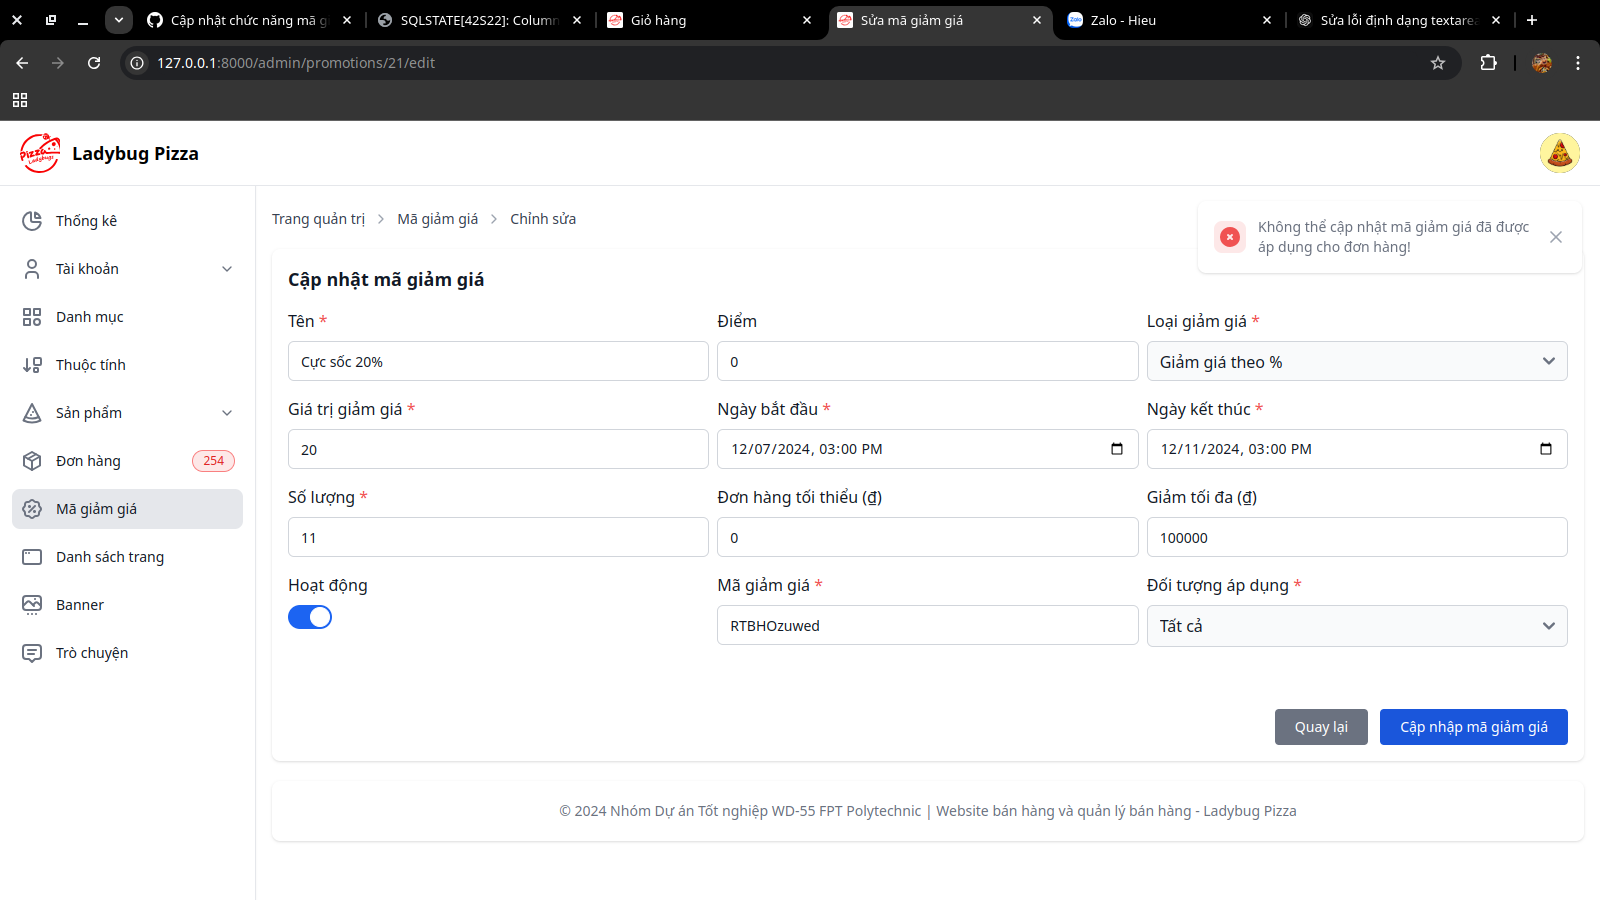 Cập nhật chức năng mã g
SQLSTATE[42S22]: Column
Giỏ hàng
Sửa mã giảm giá
Zalo - Hieu
Sửa lỗi định dạng textarea
127.0.0.1:8000/admin/promotions/21/edit
Ladybug Pizza
Thống kê
Tài khoản
Danh mục
Thuộc tính
Sản phẩm
Đơn hàng 254
Mã giảm giá
Danh sách trang
Banner
Trò chuyện
Trang quản trị > Mã giảm giá > Chỉnh sửa
Không thể cập nhật mã giảm giá đã được
áp dụng cho đơn hàng!
Cập nhật mã giảm giá
Tên *
Cực sốc 20%
Điểm
0
Loại giảm giá *
Giảm giá theo %
Giá trị giảm giá *
20
Ngày bắt đầu *
12/07/2024, 03:00 PM
Ngày kết thúc *
12/11/2024, 03:00 PM
Số lượng *
11
Đơn hàng tối thiểu (₫)
0
Giảm tối đa (₫)
100000
Hoạt động
Mã giảm giá *
RTBHOzuwed
Đối tượng áp dụng *
Tất cả
Quay lại
Cập nhập mã giảm giá
© 2024 Nhóm Dự án Tốt nghiệp WD-55 FPT Polytechnic | Website bán hàng và quản lý bán hàng - Ladybug Pizza